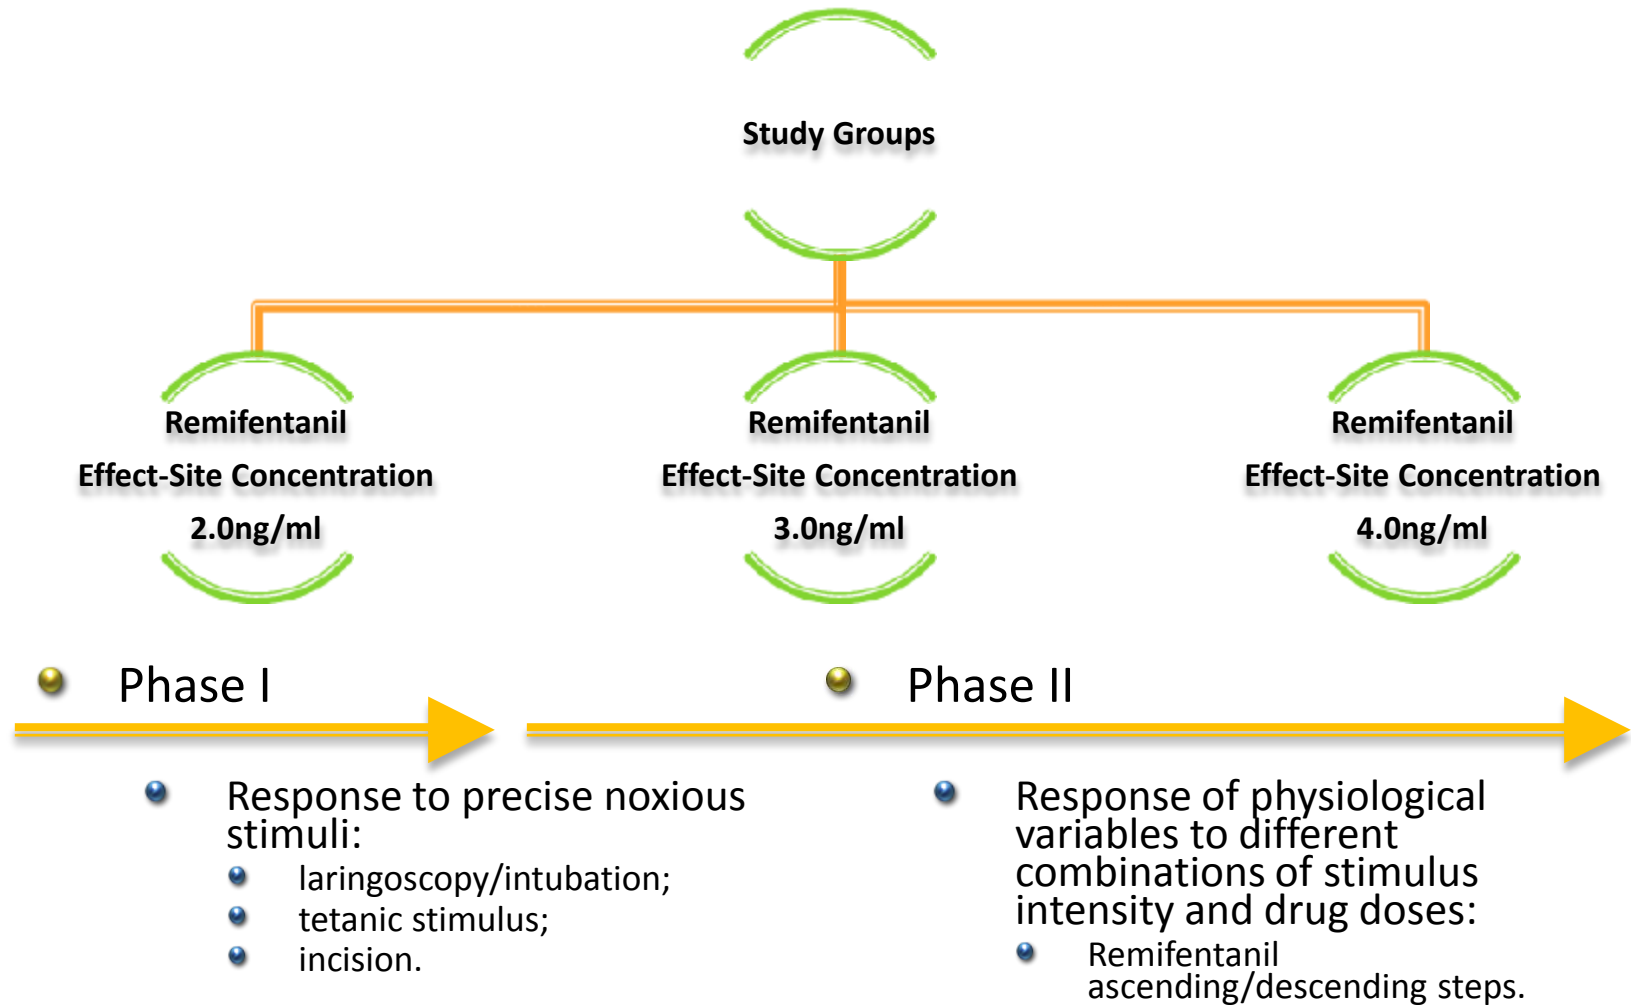 Study Groups
Remifentanil
Effect-Site Concentration
2.0ng/ml
Remifentanil
Effect-Site Concentration
3.0ng/ml
Remifentanil
Effect-Site Concentration
4.0ng/ml
Phase I
Response to precise noxious
stimuli:
laringoscopy/intubation;
tetanic stimulus;
incision.
Phase II
Response of physiological
variables to different
combinations of stimulus
intensity and drug doses:
Remifentanil
ascending/descending steps.